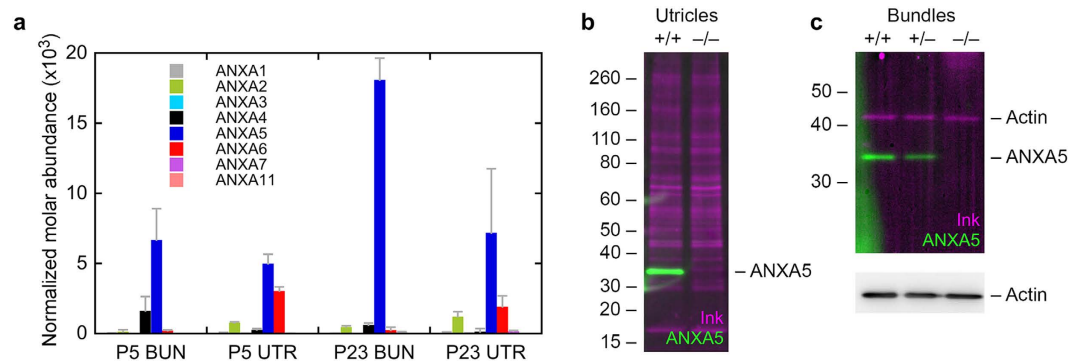 a
Normalized molar abundance (x10³)
20
15
10
5
0
ANXA1
ANXA2
ANXA3
ANXA4
ANXA5
ANXA6
ANXA7
ANXA11
P5 BUN P5 UTR P23 BUN P23 UTR
b
Utricles
+/+ –/–
260
160
110
80
60
50
40
30
20
15
– ANXA5
Ink
ANXA5
c
Bundles
+/+ +/– –/–
50
40
30
– Actin
– ANXA5
Ink
ANXA5
– Actin